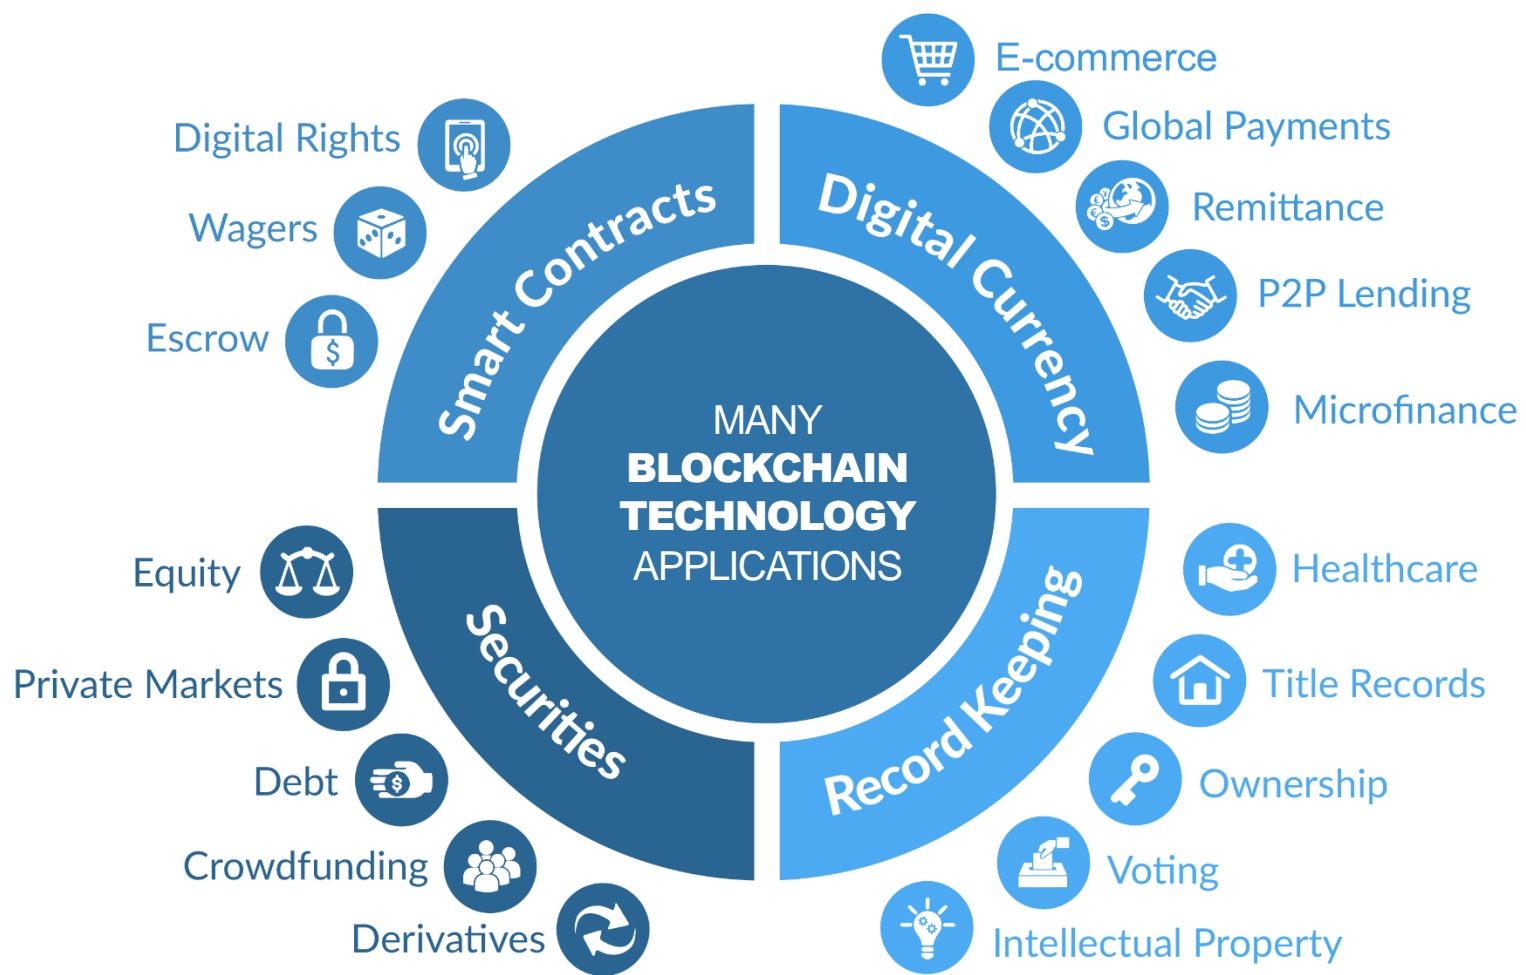 MANY
BLOCKCHAIN
TECHNOLOGY
APPLICATIONS
Smart Contracts
Digital Rights
Wagers
Escrow
Digital Currency
E-commerce
Global Payments
Remittance
P2P Lending
Microfinance
Securities
Equity
Private Markets
Debt
Crowdfunding
Derivatives
Record Keeping
Healthcare
Title Records
Ownership
Voting
Intellectual Property